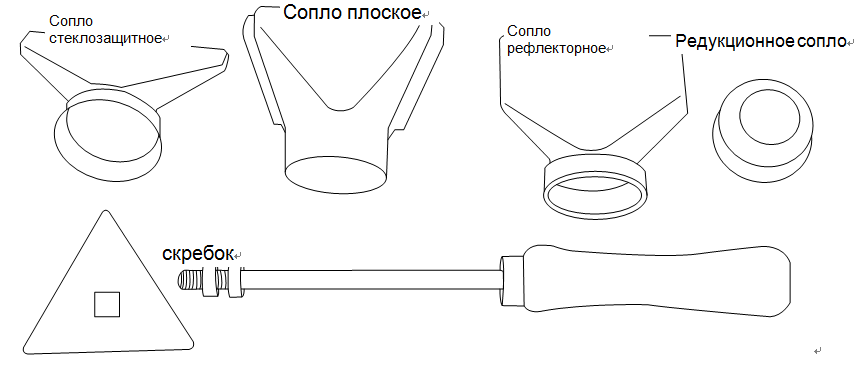 Сопло
стеклозащитное
Сопло плоское
Сопло
рефлекторное
Редукционное сопло
скребок